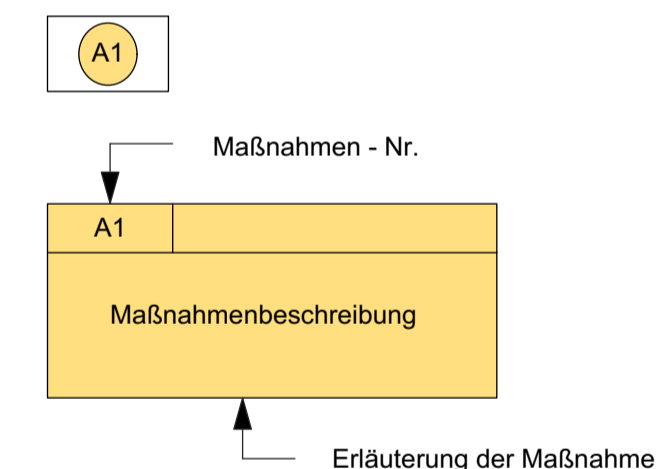 A1
Maßnahmen - Nr.
A1
Maßnahmenbeschreibung
Erläuterung der Maßnahme